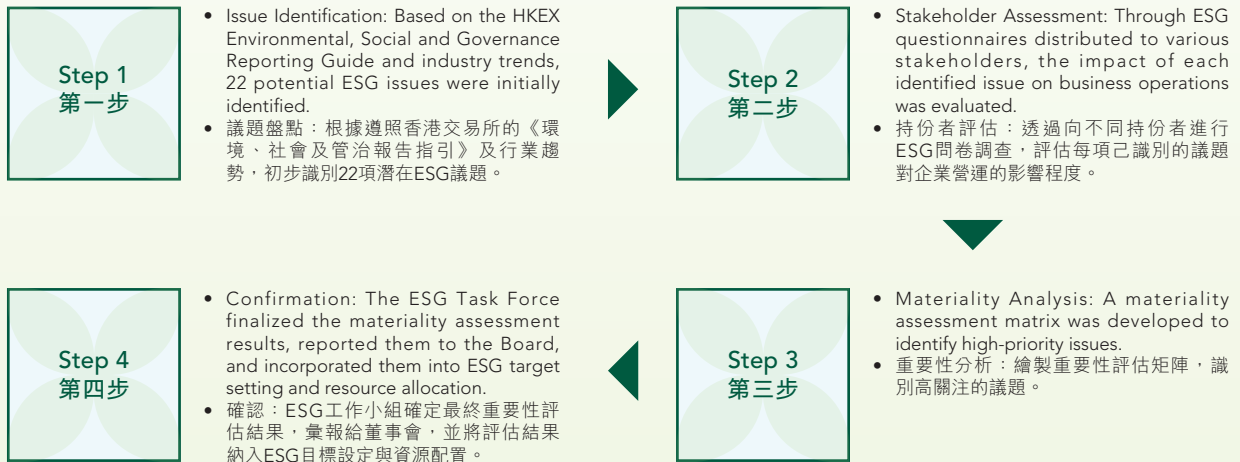 Step 1
第一步
• Issue Identification: Based on the HKEX
Environmental, Social and Governance
Reporting Guide and industry trends,
22 potential ESG issues were initially
identified.
• 議題盤點：根據遵照香港交易所的《環
境、社會及管治報告指引》及行業趨
勢，初步識別22項潛在ESG議題。
Step 2
第二步
• Stakeholder Assessment: Through ESG
questionnaires distributed to various
stakeholders, the impact of each
identified issue on business operations
was evaluated.
• 持份者評估：透過向不同持份者進行
ESG問卷調查，評估每項己識別的議題
對企業營運的影響程度。
Step 3
第三步
• Materiality Analysis: A materiality
assessment matrix was developed to
identify high-priority issues.
• 重要性分析：繪製重要性評估矩陣，識
別高關注的議題。
Step 4
第四步
• Confirmation: The ESG Task Force
finalized the materiality assessment
results, reported them to the Board,
and incorporated them into ESG target
setting and resource allocation.
• 確認：ESG工作小組確定最終重要性評
估結果，彙報給董事會，並將評估結果
納入ESG目標設定與資源配置。